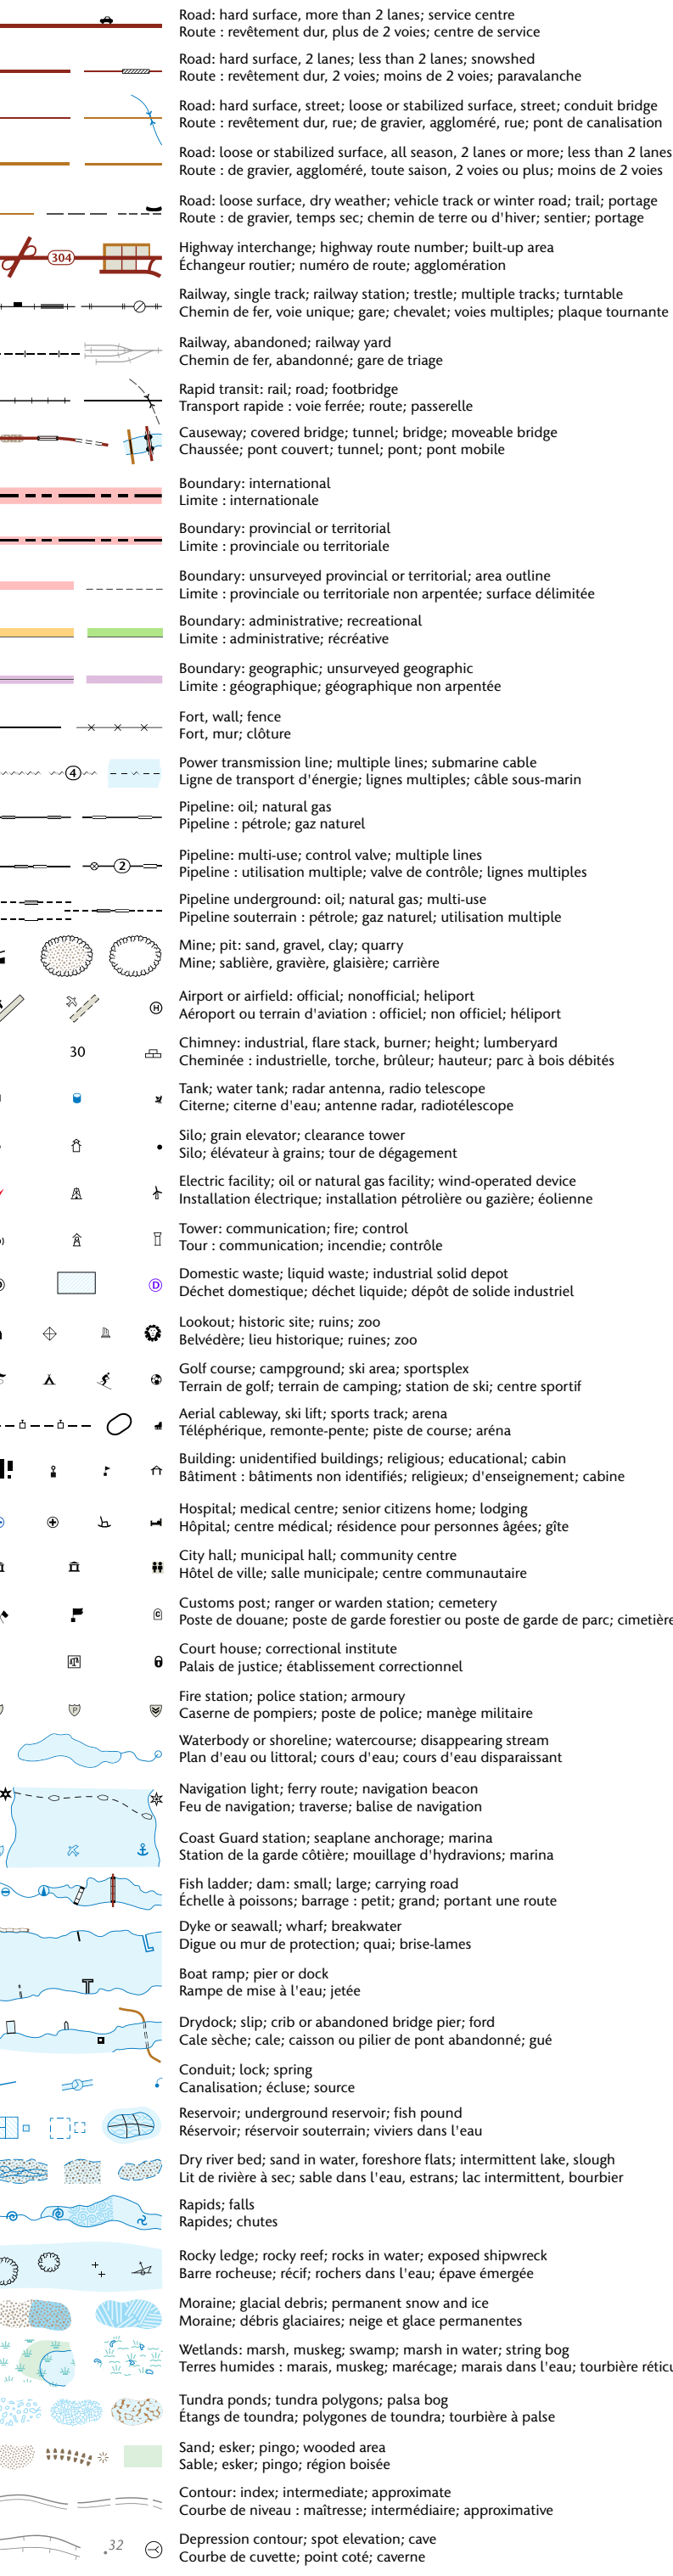 Road: hard surface, more than 2 lanes; service centre
Route : revêtement dur, plus de 2 voies; centre de service
Road: hard surface, 2 lanes; less than 2 lanes; snowshed
Route : revêtement dur, 2 voies; moins de 2 voies; paravalanche
Road: hard surface, street; loose or stabilized surface, street; conduit bridge
Route : revêtement dur, rue; de gravier, aggloméré, rue; pont de canalisation
Road: loose or stabilized surface, all season, 2 lanes or more; less than 2 lanes
Route : de gravier, aggloméré, toute saison, 2 voies ou plus; moins de 2 voies
Road: loose surface, dry weather; vehicle track or winter road; trail; portage
Route : de gravier, temps sec; chemin de terre ou d'hiver; sentier; portage
304
Highway interchange; highway route number; built-up area
Échangeur routier; numéro de route; agglomération
Railway, single track; railway station; trestle; multiple tracks; turntable
Chemin de fer, voie unique; gare; chevalet; voies multiples; plaque tournante
Railway, abandoned; railway yard
Chemin de fer, abandonné; gare de triage
Rapid transit: rail; road; footbridge
Transport rapide : voie ferrée; route; passerelle
Causeway; covered bridge; tunnel; bridge; moveable bridge
Chaussée; pont couvert; tunnel; pont; pont mobile
Boundary: international
Limite : internationale
Boundary: provincial or territorial
Limite : provinciale ou territoriale
Boundary: unsurveyed provincial or territorial; area outline
Limite : provinciale ou territoriale non arpentée; surface délimitée
Boundary: administrative; recreational
Limite : administrative; récréative
Boundary: geographic; unsurveyed geographic
Limite : géographique; géographique non arpentée
Fort, wall; fence
Fort, mur; clôture
4
Power transmission line; multiple lines; submarine cable
Ligne de transport d'énergie; lignes multiples; câble sous-marin
Pipeline: oil; natural gas
Pipeline : pétrole; gaz naturel
2
Pipeline: multi-use; control valve; multiple lines
Pipeline : utilisation multiple; valve de contrôle; lignes multiples
Pipeline underground: oil; natural gas; multi-use
Pipeline souterrain : pétrole; gaz naturel; utilisation multiple
Mine; pit: sand, gravel, clay; quarry
Mine; sablière, gravière, glaisière; carrière
H
Airport or airfield: official; nonofficial; heliport
Aéroport ou terrain d'aviation : officiel; non officiel; héliport
30
Chimney: industrial, flare stack, burner; height; lumberyard
Cheminée : industrielle, torche, brûleur; hauteur; parc à bois débités
Tank; water tank; radar antenna, radio telescope
Citerne; citerne d'eau; antenne radar, radiotélescope
Silo; grain elevator; clearance tower
Silo; élévateur à grains; tour de dégagement
Electric facility; oil or natural gas facility; wind-operated device
Installation électrique; installation pétrolière ou gazière; éolienne
Tower: communication; fire; control
Tour : communication; incendie; contrôle
D
Domestic waste; liquid waste; industrial solid depot
Déchet domestique; déchet liquide; dépôt de solide industriel
Lookout; historic site; ruins; zoo
Belvédère; lieu historique; ruines; zoo
Golf course; campground; ski area; sportsplex
Terrain de golf; terrain de camping; station de ski; centre sportif
Aerial cableway, ski lift; sports track; arena
Téléphérique, remonte-pente; piste de course; aréna
Building: unidentified buildings; religious; educational; cabin
Bâtiment : bâtiments non identifiés; religieux; d'enseignement; cabine
Hospital; medical centre; senior citizens home; lodging
Hôpital; centre médical; résidence pour personnes âgées; gîte
City hall; municipal hall; community centre
Hôtel de ville; salle municipale; centre communautaire
C
Customs post; ranger or warden station; cemetery
Poste de douane; poste de garde forestier ou poste de garde de parc; cimetière
Court house; correctional institute
Palais de justice; établissement correctionnel
P
Fire station; police station; armoury
Caserne de pompiers; poste de police; manège militaire
Waterbody or shoreline; watercourse; disappearing stream
Plan d'eau ou littoral; cours d'eau; cours d'eau disparaissant
Navigation light; ferry route; navigation beacon
Feu de navigation; traverse; balise de navigation
Coast Guard station; seaplane anchorage; marina
Station de la garde côtière; mouillage d'hydravions; marina
Fish ladder; dam: small; large; carrying road
Échelle à poissons; barrage : petit; grand; portant une route
Dyke or seawall; wharf; breakwater
Digue ou mur de protection; quai; brise-lames
Boat ramp; pier or dock
Rampe de mise à l'eau; jetée
Drydock; slip; crib or abandoned bridge pier; ford
Cale sèche; cale; caisson ou pilier de pont abandonné; gué
Conduit; lock; spring
Canalisation; écluse; source
Reservoir; underground reservoir; fish pound
Réservoir; réservoir souterrain; viviers dans l'eau
Dry river bed; sand in water, foreshore flats; intermittent lake, slough
Lit de rivière à sec; sable dans l'eau, estrans; lac intermittent, bourbier
Rapids; falls
Rapides; chutes
Rocky ledge; rocky reef; rocks in water; exposed shipwreck
Barre rocheuse; récif; rochers dans l'eau; épave émergée
Moraine; glacial debris; permanent snow and ice
Moraine; débris glaciaires; neige et glace permanentes
Wetlands: marsh, muskeg; swamp; marsh in water; string bog
Terres humides : marais, muskeg; marécage; marais dans l'eau; tourbière
Tundra ponds; tundra polygons; palsa bog
Étangs de toundra; polygones de toundra; tourbière à palse
Sand; esker; pingo; wooded area
Sable; esker; pingo; région boisée
Contour: index; intermediate; approximate
Courbe de niveau : maîtresse; intermédiaire; approximative
.32
Depression contour; spot elevation; cave
Courbe de cuvette; point coté; caverne